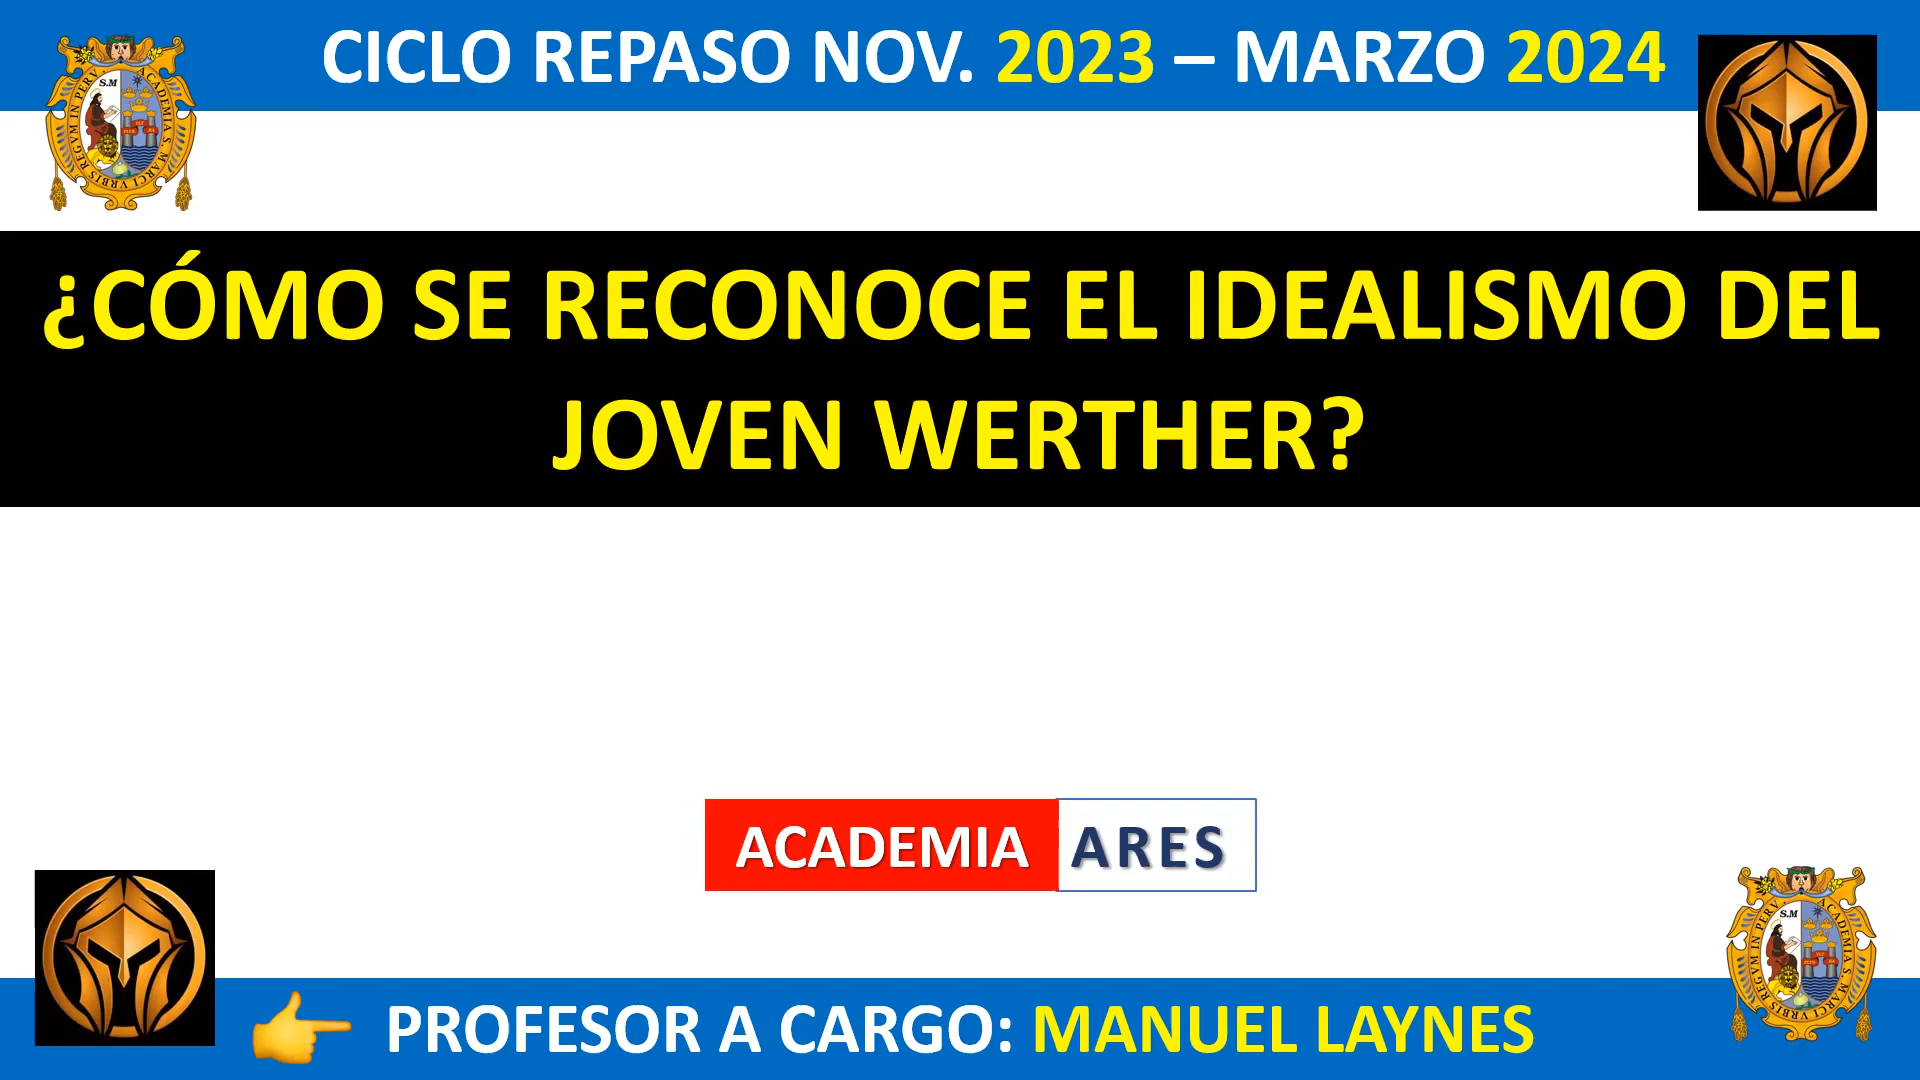 CICLO REPASO NOV. 2023 – MARZO 2024
¿CÓMO SE RECONOCE EL IDEALISMO DEL
JOVEN WERTHER?
ACADEMIA ARES
PROFESOR A CARGO: MANUEL LAYNES